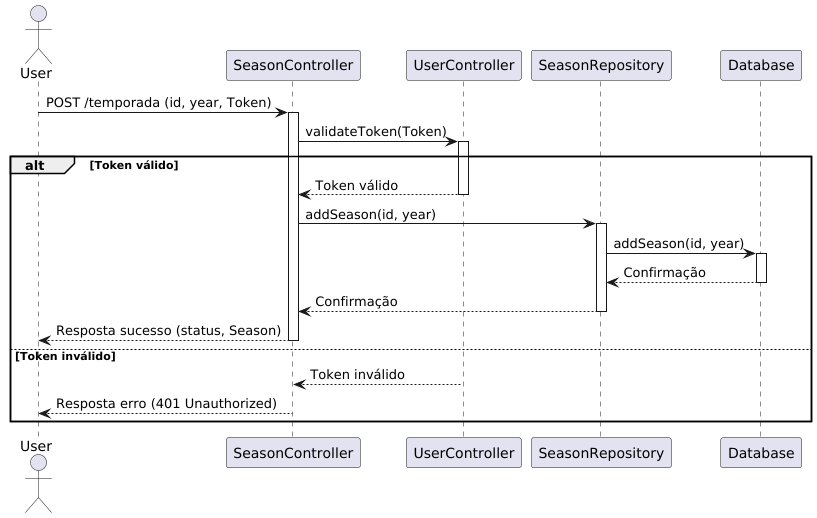 User
SeasonController
UserController
SeasonRepository
Database
POST /temporada (id, year, Token)
validateToken(Token)
alt
[Token válido]
Token válido
addSeason(id, year)
addSeason(id, year)
Confirmação
Confirmação
Resposta sucesso (status, Season)
[Token inválido]
Token inválido
Resposta erro (401 Unauthorized)
User
SeasonController
UserController
SeasonRepository
Database